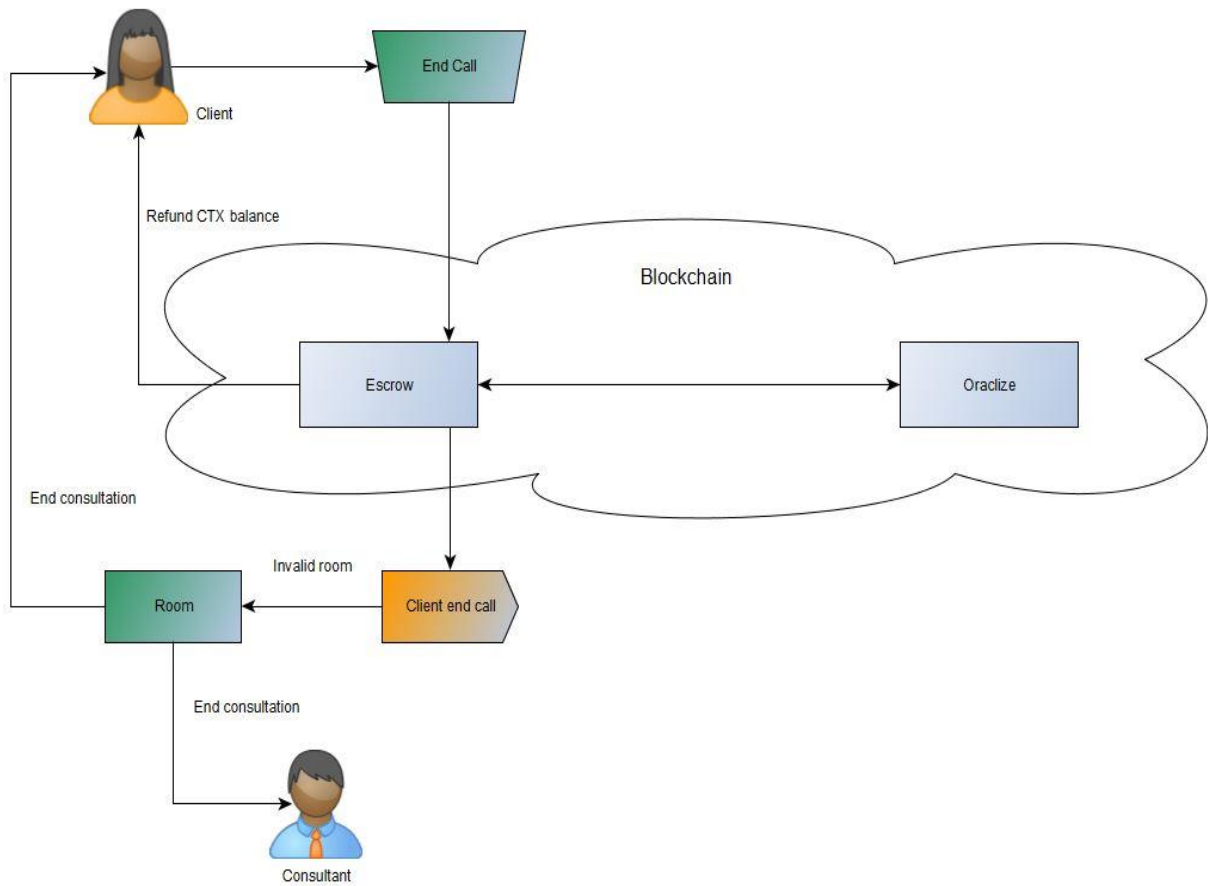 End Call
Client
Refund CTX balance
Blockchain
Escrow
Oraclize
End consultation
Invalid room
Room
Client end call
End consultation
Consultant